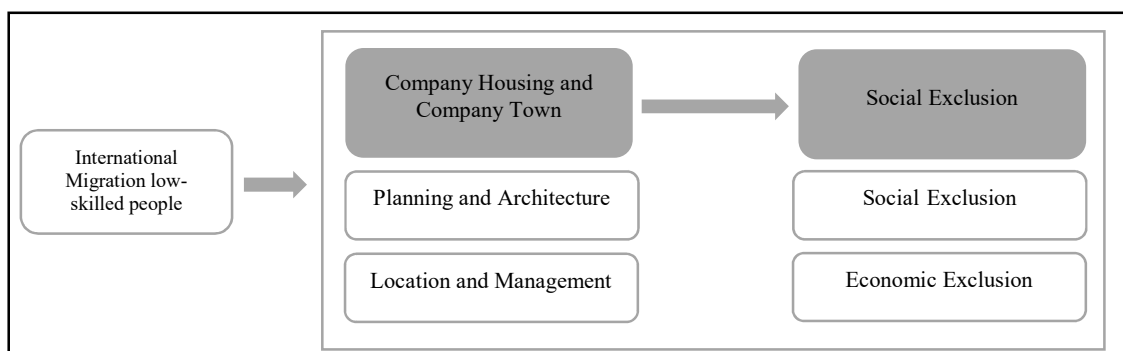 International
Migration low-
skilled people
Company Housing and
Company Town
Planning and Architecture
Location and Management
Social Exclusion
Social Exclusion
Economic Exclusion